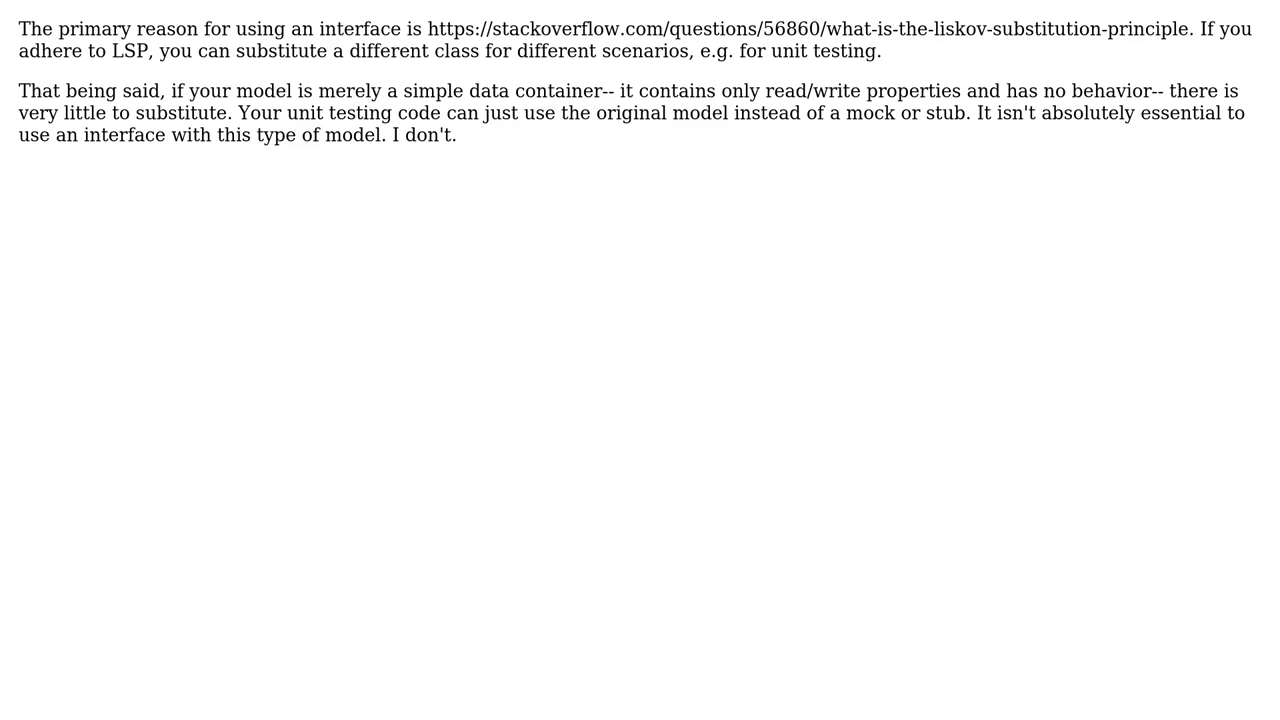 The primary reason for using an interface is https://stackoverflow.com/questions/56860/what-is-the-liskov-substitution-principle. If you
adhere to LSP, you can substitute a different class for different scenarios, e.g. for unit testing.
That being said, if your model is merely a simple data container-- it contains only read/write properties and has no behavior-- there is
very little to substitute. Your unit testing code can just use the original model instead of a mock or stub. It isn't absolutely essential to
use an interface with this type of model. I don't.